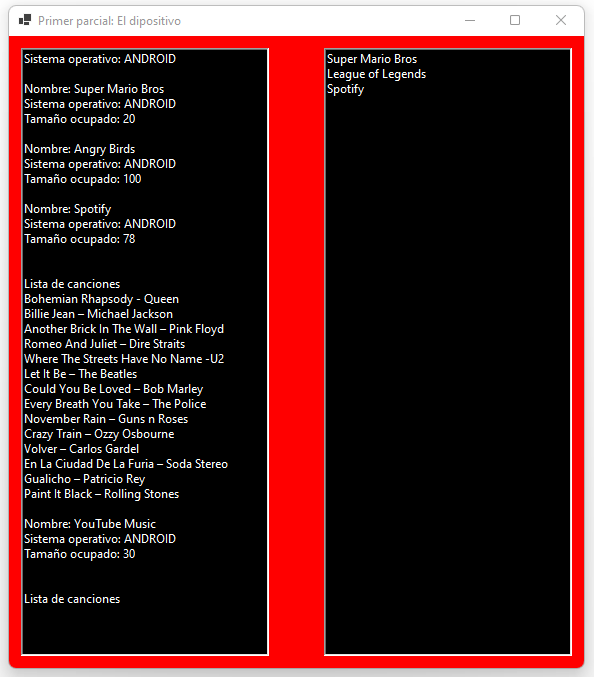 Primer parcial: El dipositivo
Sistema operativo: ANDROID
Nombre: Super Mario Bros
Sistema operativo: ANDROID
Tamaño ocupado: 20
Nombre: Angry Birds
Sistema operativo: ANDROID
Tamaño ocupado: 100
Nombre: Spotify
Sistema operativo: ANDROID
Tamaño ocupado: 78
Lista de canciones
Bohemian Rhapsody - Queen
Billie Jean – Michael Jackson
Another Brick In The Wall – Pink Floyd
Romeo And Juliet – Dire Straits
Where The Streets Have No Name -U2
Let It Be – The Beatles
Could You Be Loved – Bob Marley
Every Breath You Take – The Police
November Rain – Guns n Roses
Crazy Train – Ozzy Osbourne
Volver – Carlos Gardel
En La Ciudad De La Furia – Soda Stereo
Gualicho – Patricio Rey
Paint It Black – Rolling Stones
Nombre: YouTube Music
Sistema operativo: ANDROID
Tamaño ocupado: 30
Lista de canciones
Super Mario Bros
League of Legends
Spotify